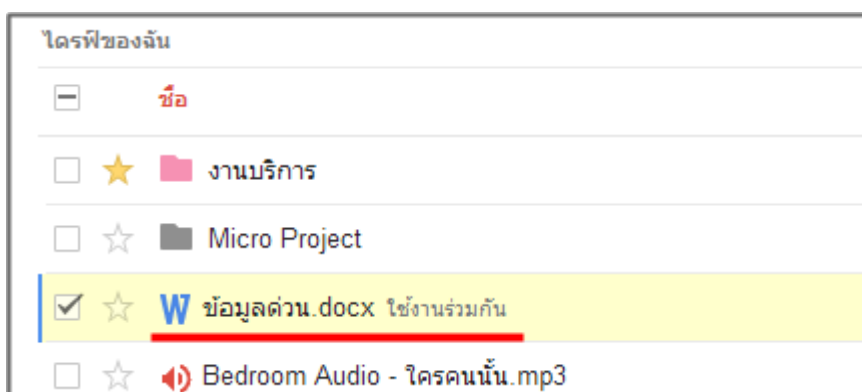 ไดรฟ์ของฉัน
ชื่อ
งานบริการ
Micro Project
ข้อมูลด่วน.docx ใช้งานร่วมกัน
Bedroom Audio - ใครคนนั้น.mp3